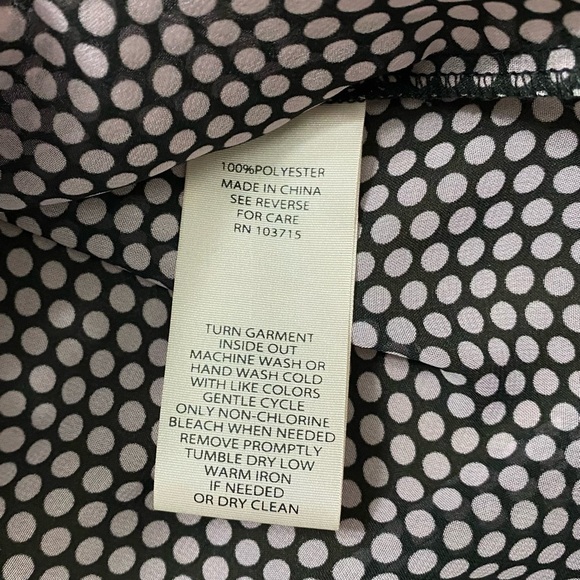 100%POLYESTER
MADE IN CHINA
SEE REVERSE
FOR CARE
RN 103715
TURN GARMENT
INSIDE OUT
MACHINE WASH OR
HAND WASH COLD
WITH LIKE COLORS
GENTLE CYCLE
ONLY NON-CHLORINE
BLEACH WHEN NEEDED
REMOVE PROMPTLY
TUMBLE DRY LOW
WARM IRON
IF NEEDED
OR DRY CLEAN